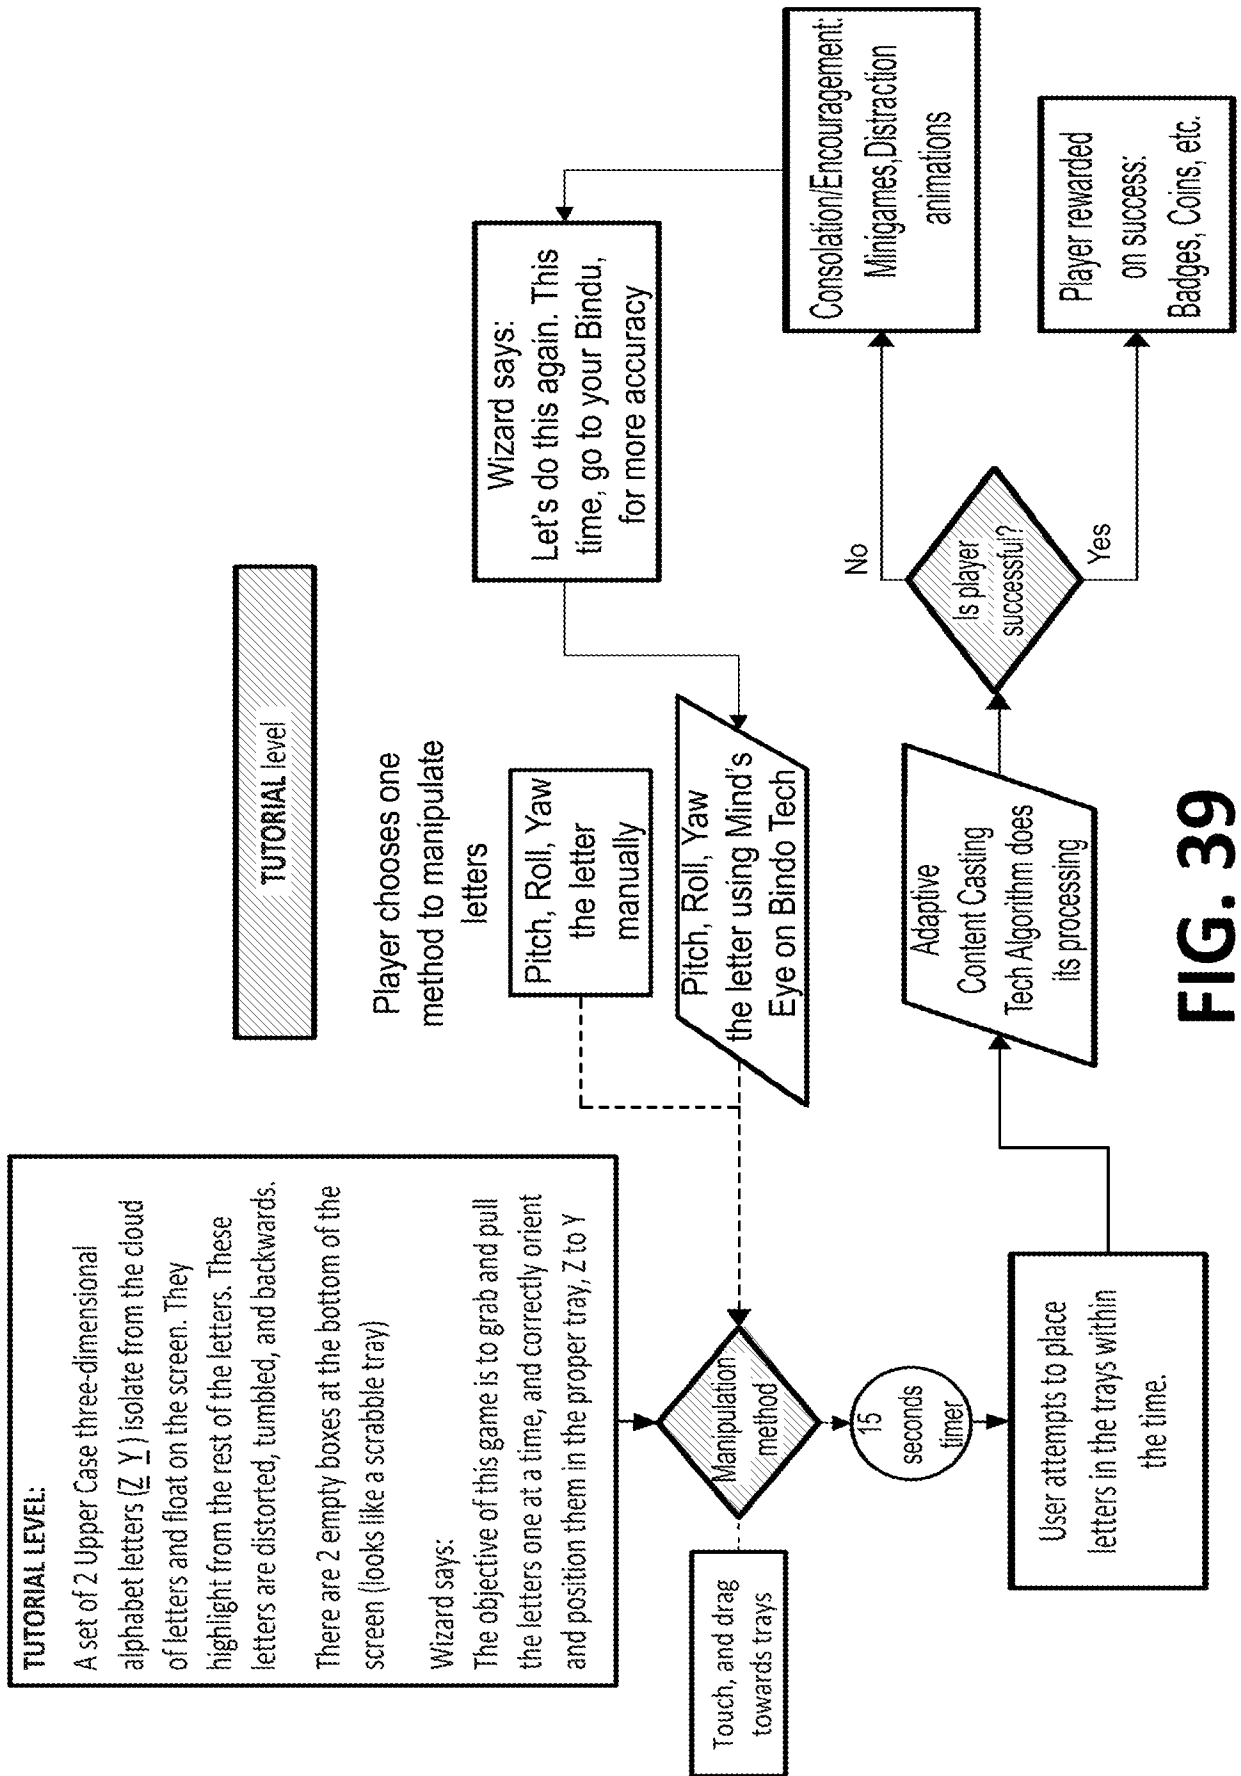 TUTORIAL level
TUTORIAL LEVEL:
A set of 2 Upper Case three-dimensional
alphabet letters (Z Y ) isolate from the cloud
of letters and float on the screen. They
highlight from the rest of the letters. These
letters are distorted, tumbled, and backwards.
There are 2 empty boxes at the bottom of the
screen (looks like a scrabble tray)
Wizard says:
The objective of this game is to grab and pull
the letters one at a time, and correctly orient
and position them in the proper tray, Z to Y
Player chooses one
method to manipulate
letters
Pitch, Roll, Yaw
the letter
manually
Pitch, Roll, Yaw
the letter using Mind's
Eye on Bindo Tech
Wizard says:
Let's do this again. This
time, go to your Bindu,
for more accuracy
Touch, and drag
towards trays
Manipulation
method
15
seconds
timer
User attempts to place
letters in the trays within
the time.
Adaptive
Content Casting
Tech Algorithm does
its processing
Is player
successful?
No
Yes
Consolation/Encouragement:
Minigames,Distraction
animations
Player rewarded
on success:
Badges, Coins, etc.
FIG. 39